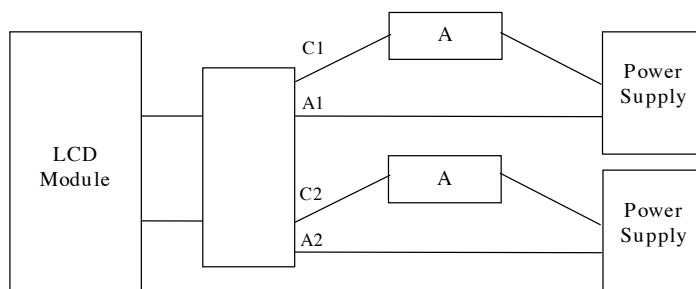 C1
A
Power
Supply
A1
LCD
Module
C2
A
Power
Supply
A2